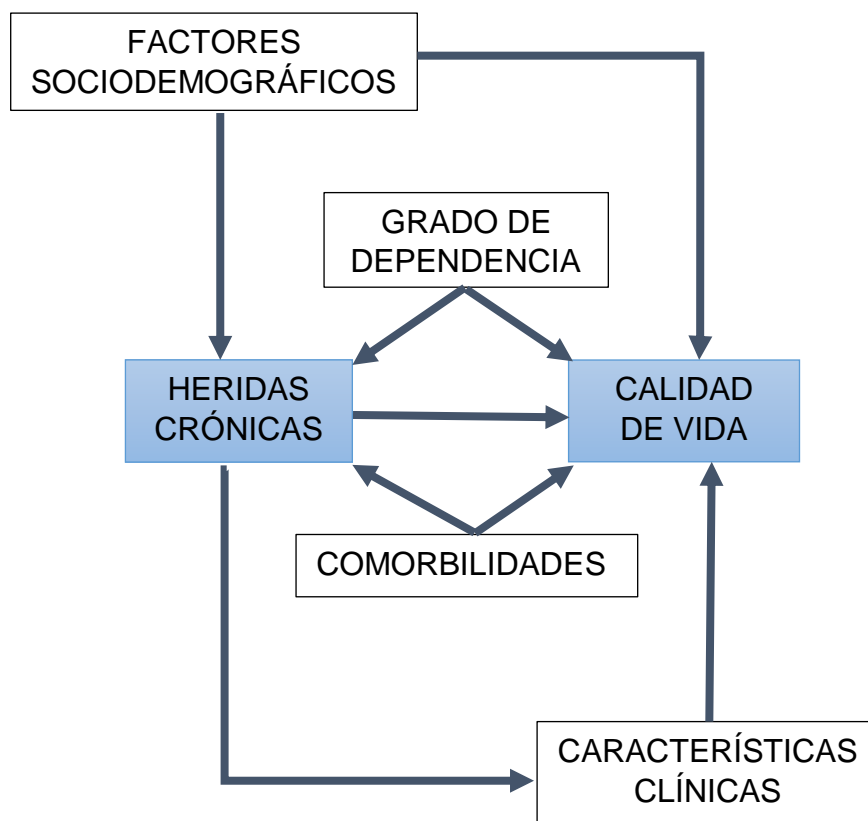 FACTORES
SOCIODEMOGRÁFICOS
GRADO DE
DEPENDENCIA
HERIDAS
CRÓNICAS
CALIDAD
DE VIDA
COMORBILIDADES
CARACTERÍSTICAS
CLÍNICAS